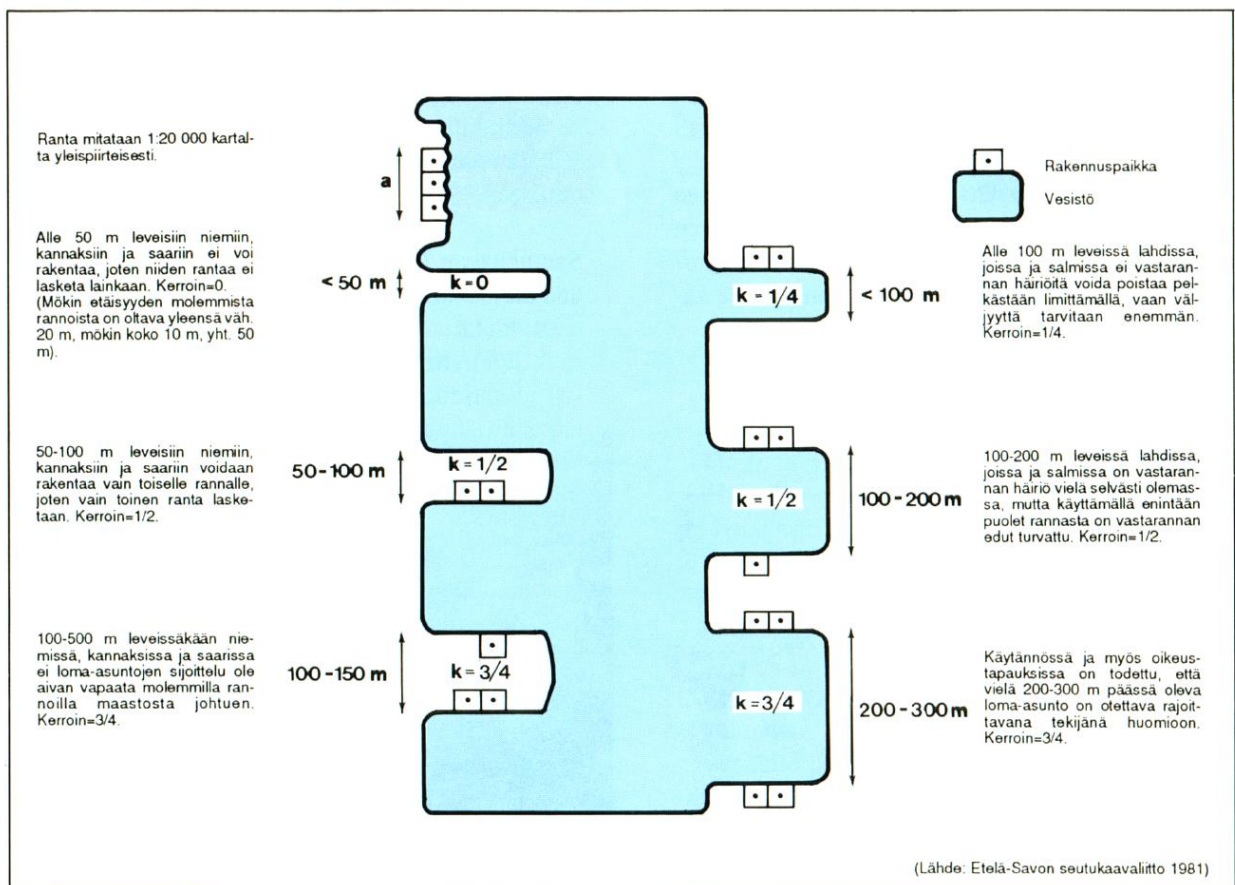 Ranta mitataan 1:20 000 kartal-
ta yleispiirteisesti.
a
Alle 50 m leveisiin niemiin,
kannaksiin ja saariin ei voi
rakentaa, joten niiden rantaa ei
lasketa lainkaan. Kerroin=0.
(Mökin etäisyyden molemmista
rannoista on oltava yleensä väh.
20 m, mökin koko 10 m, yht. 50
m).
< 50 m
k=0
50-100 m leveisiin niemiin,
kannaksiin ja saariin voidaan
rakentaa vain toiselle rannalle,
joten vain toinen ranta laske-
taan. Kerroin=1/2.
50-100 m
k=1/2
100-500 m leveissäkään nie-
missä, kannaksissa ja saarissa
ei loma-asuntojen sijoittelu ole
aivan vapaata molemmilla ran-
noilla maastosta johtuen.
Kerroin=3/4.
100-150 m
k=3/4
Rakennuspaikka
Vesistö
k=1/4
< 100 m
Alle 100 m leveissä lahdissa,
joissa ja salmissa ei vastaran-
nan häiriöitä voida poistaa pel-
kästään limittämällä, vaan väl-
jyyttä tarvitaan enemmän.
Kerroin=1/4.
k=1/2
100-200 m
100-200 m leveissä lahdissa,
joissa ja salmissa on vastaran-
nan häiriö vielä selvästi olemas-
sa, mutta käyttämällä enintään
puolet rannasta on vastarannan
edut turvattu. Kerroin=1/2.
k=3/4
200-300 m
Käytännössä ja myös oikeus-
tapauksissa on todettu, että
vielä 200-300 m päässä oleva
loma-asunto on otettava rajoit-
tavana tekijänä huomioon.
Kerroin=3/4.
(Lähde: Etelä-Savon seutukaavaliitto 1981)